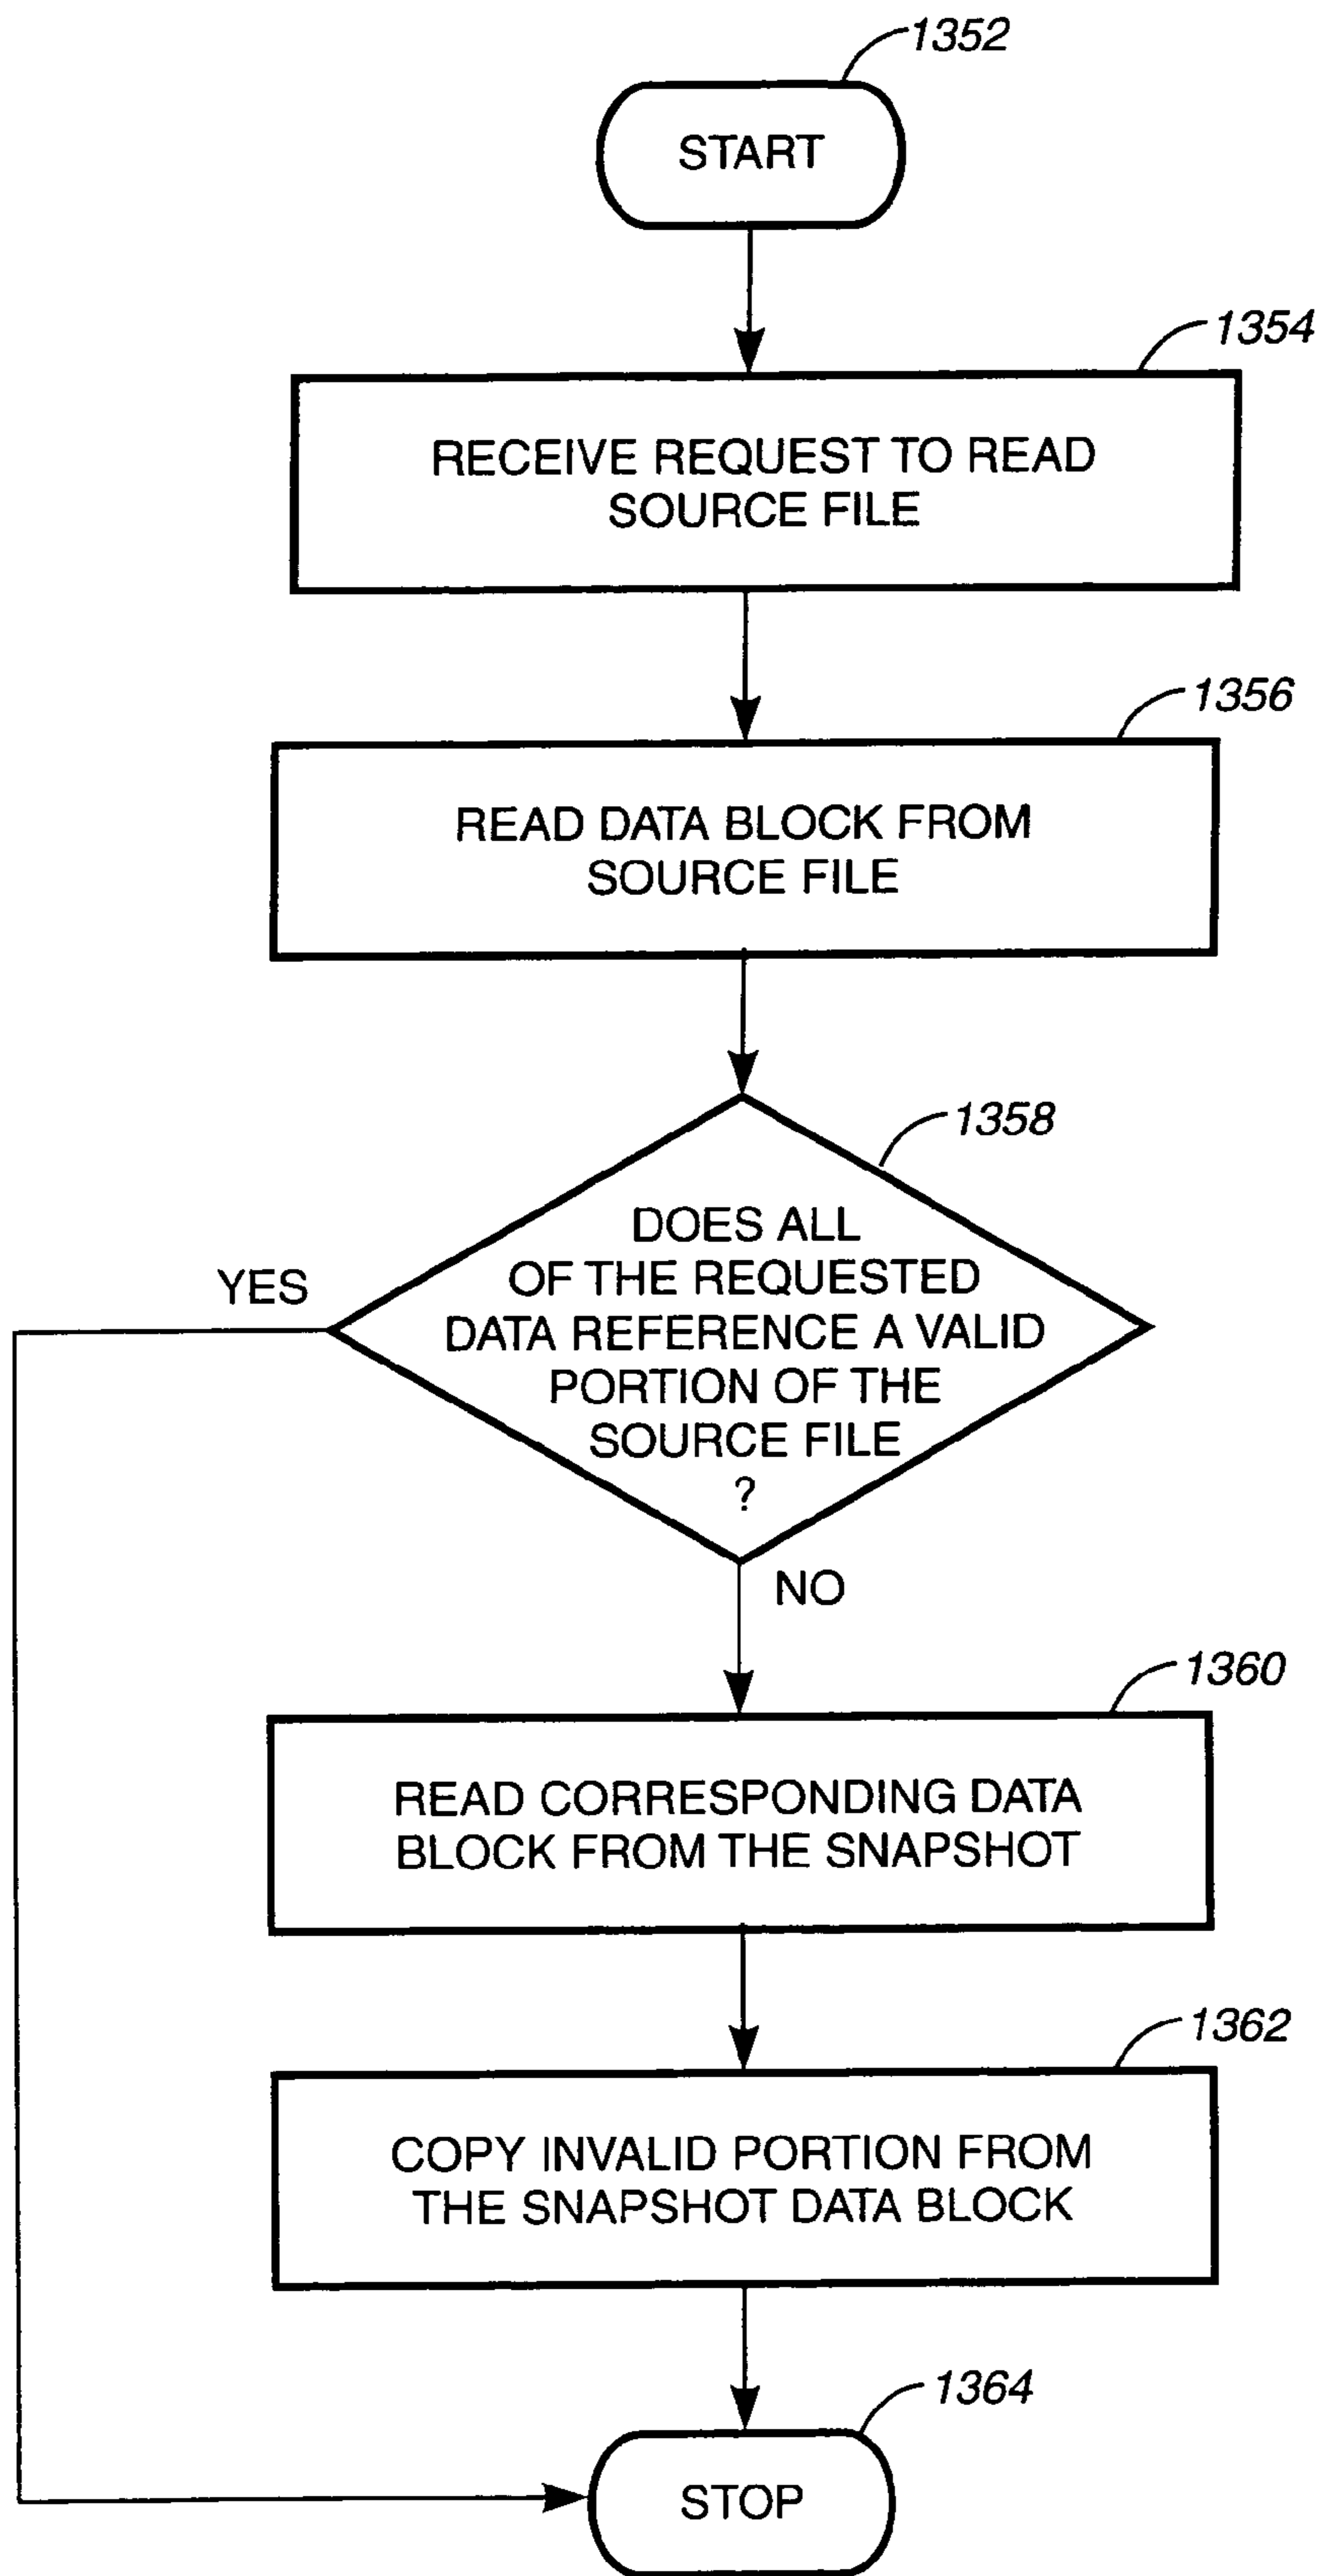 1352
START
1354
RECEIVE REQUEST TO READ
SOURCE FILE
1356
READ DATA BLOCK FROM
SOURCE FILE
1358
DOES ALL
OF THE REQUESTED
YES
DATA REFERENCE A VALID
PORTION OF THE
SOURCE FILE
?
NO
1360
READ CORRESPONDING DATA
BLOCK FROM THE SNAPSHOT
1362
COPY INVALID PORTION FROM
THE SNAPSHOT DATA BLOCK
1364
STOP